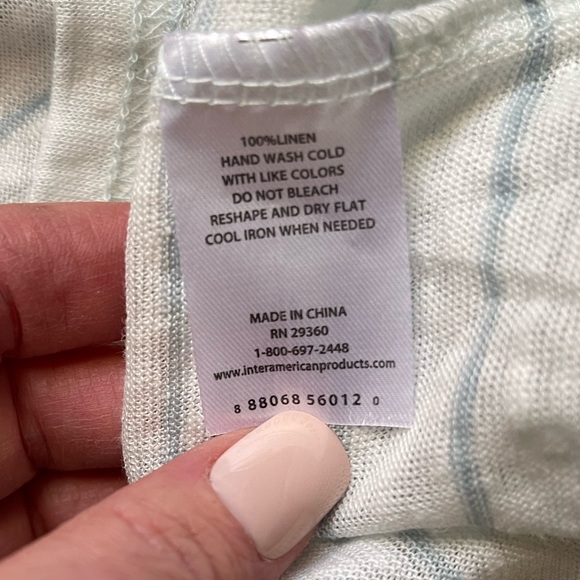 100%LINEN
HAND WASH COLD
WITH LIKE COLORS
DO NOT BLEACH
RESHAPE AND DRY FLAT
COOL IRON WHEN NEEDED
MADE IN CHINA
RN 29360
1-800-697-2448
www.interamericanproducts.com
8 88068 56012 0